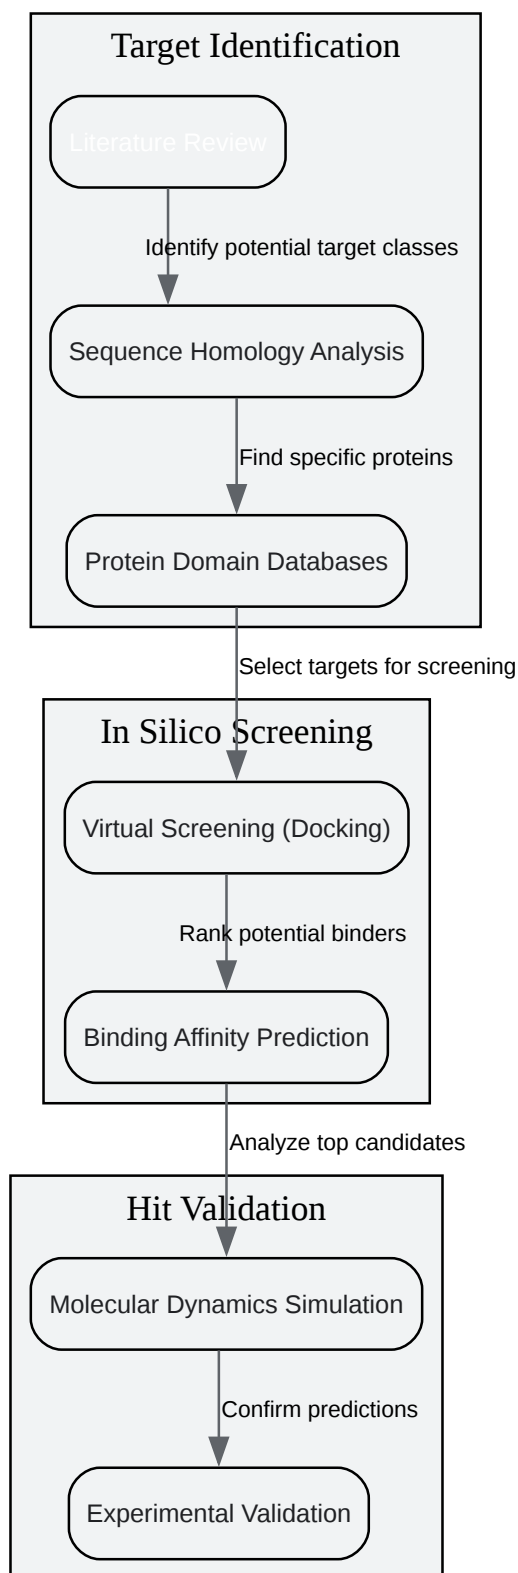 Target Identification
Literature Review
Identify potential target classes
Sequence Homology Analysis
Find specific proteins
Protein Domain Databases
Select targets for screening
In Silico Screening
Virtual Screening (Docking)
Rank potential binders
Binding Affinity Prediction
Analyze top candidates
Hit Validation
Molecular Dynamics Simulation
Confirm predictions
Experimental Validation